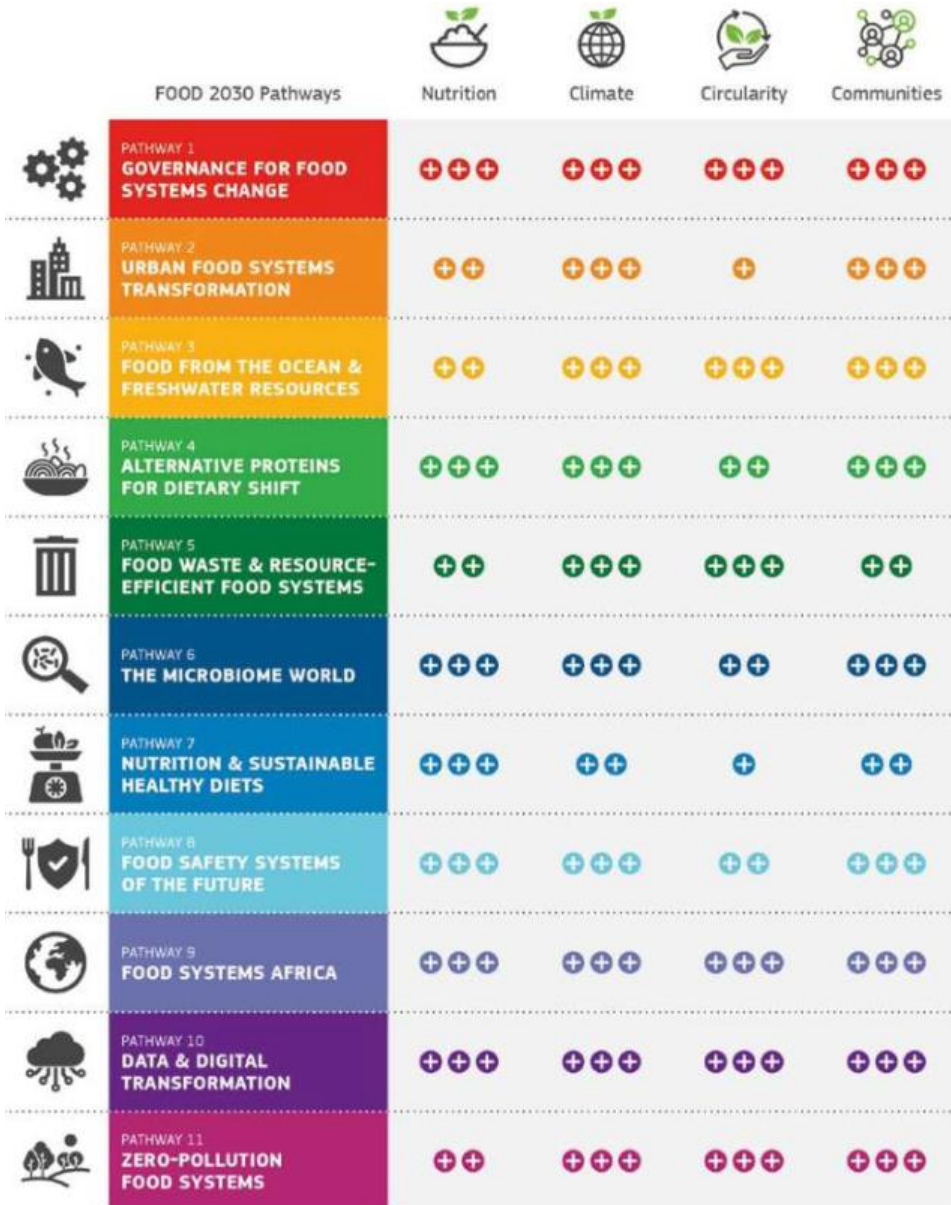 FOOD 2030 Pathways
Nutrition
Climate
Circularity
Communities
PATHWAY 1
GOVERNANCE FOR FOOD
SYSTEMS CHANGE
PATHWAY 2
URBAN FOOD SYSTEMS
TRANSFORMATION
PATHWAY 3
FOOD FROM THE OCEAN &
FRESHWATER RESOURCES
PATHWAY 4
ALTERNATIVE PROTEINS
FOR DIETARY SHIFT
PATHWAY 5
FOOD WASTE & RESOURCE-
EFFICIENT FOOD SYSTEMS
PATHWAY 6
THE MICROBIOME WORLD
PATHWAY 7
NUTRITION & SUSTAINABLE
HEALTHY DIETS
PATHWAY 8
FOOD SAFETY SYSTEMS
OF THE FUTURE
PATHWAY 9
FOOD SYSTEMS AFRICA
PATHWAY 10
DATA & DIGITAL
TRANSFORMATION
PATHWAY 11
ZERO-POLLUTION
FOOD SYSTEMS